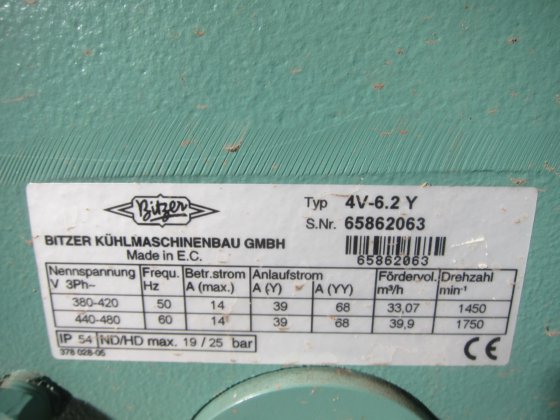 Bitzer
Typ 4V-6.2 Y
S.Nr. 65862063
BITZER KÜHLMASCHINENBAU GMBH
Made in E.C.
65862063
Nennspannung Frequ. Betr.strom Anlaufstrom Fördervol. Drehzahl
V 3Ph~ Hz A (max.) A (Y) A (YY) m³/h min⁻¹
380-420 50 14 39 68 33,07 1450
440-480 60 14 39 68 39,9 1750
IP 54 ND/HD max. 19 / 25 bar CE
378 028-05